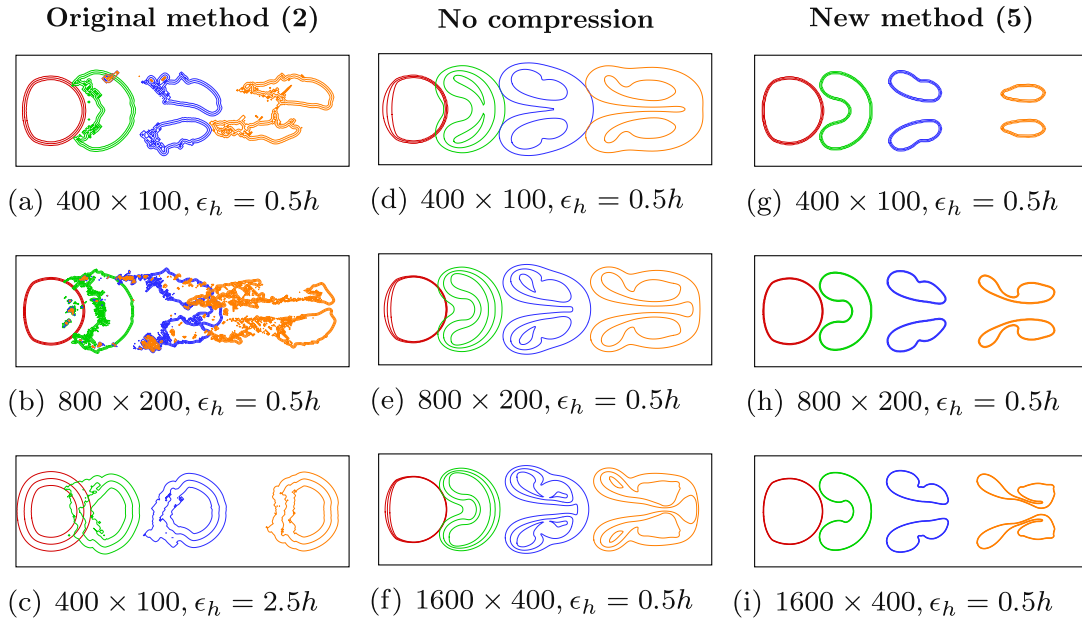 Original method (2) No compression New method (5)
(a) 400 × 100, ϵ_h = 0.5h (d) 400 × 100, ϵ_h = 0.5h (g) 400 × 100, ϵ_h = 0.5h
(b) 800 × 200, ϵ_h = 0.5h (e) 800 × 200, ϵ_h = 0.5h (h) 800 × 200, ϵ_h = 0.5h
(c) 400 × 100, ϵ_h = 2.5h (f) 1600 × 400, ϵ_h = 0.5h (i) 1600 × 400, ϵ_h = 0.5h